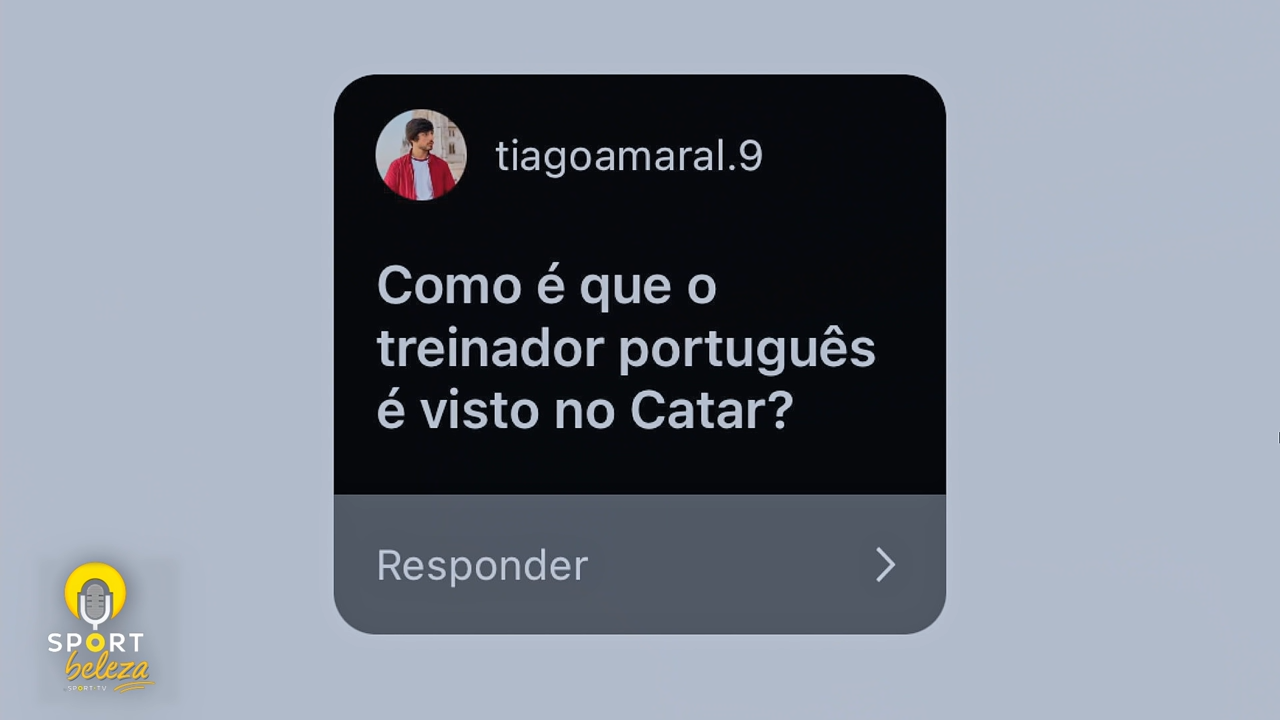 tiagoamaral.9
Como é que o
treinador português
é visto no Catar?
Responder
SPORT
beleza
SPORT TV